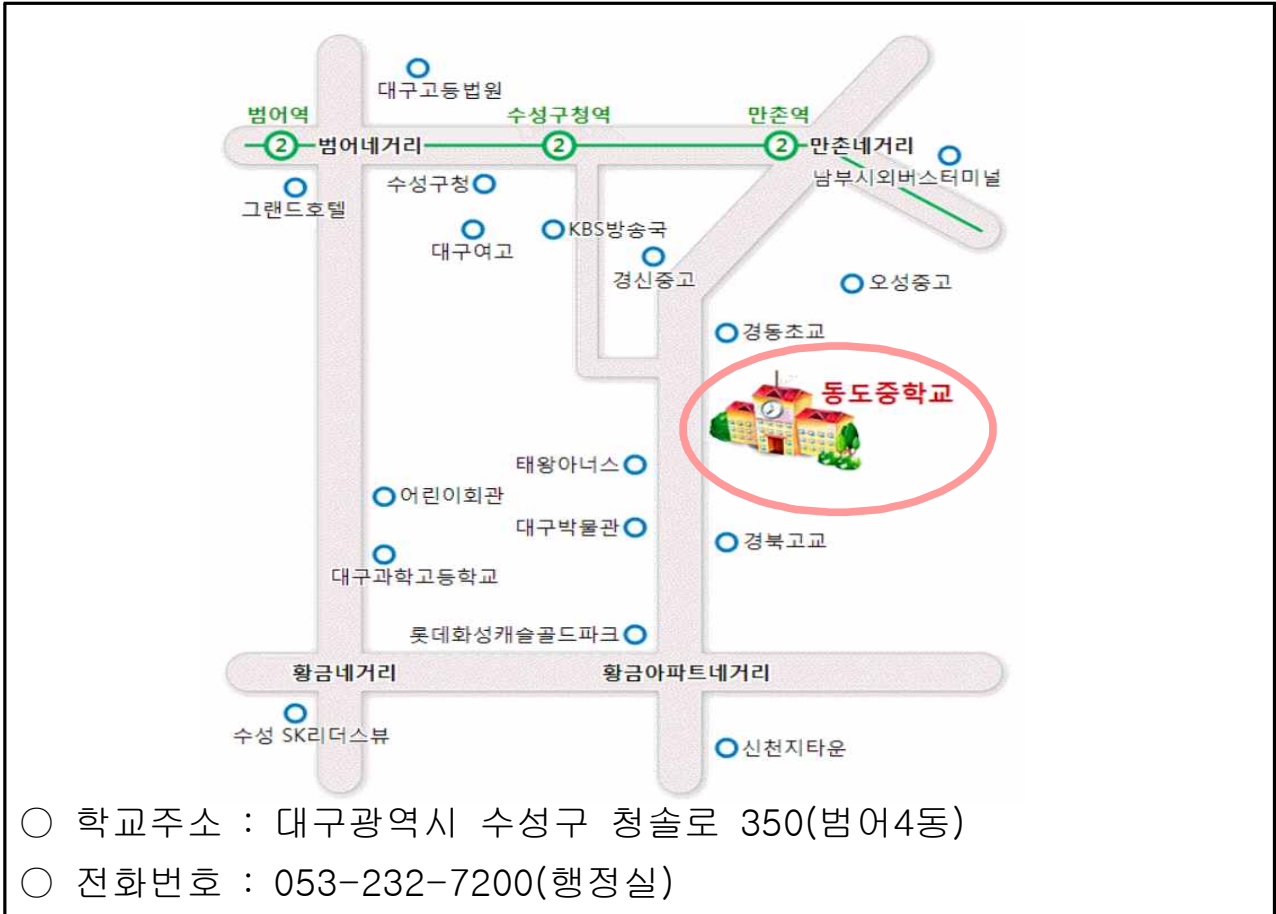 대구고등법원
범어역
수성구청역
만촌역
2
범어네거리
2
2
만촌네거리
남부시외버스터미널
수성구청
그랜드호텔
대구여고
KBS방송국
경신중고
오성중고
경동초교
동도중학교
태왕아너스
어린이회관
대구박물관
경북고교
대구과학고등학교
롯데화성캐슬골드파크
황금네거리
황금아파트네거리
수성 SK리더스뷰
신천지타운
○ 학교주소 : 대구광역시 수성구 청솔로 350(범어4동)
○ 전화번호 : 053-232-7200(행정실)